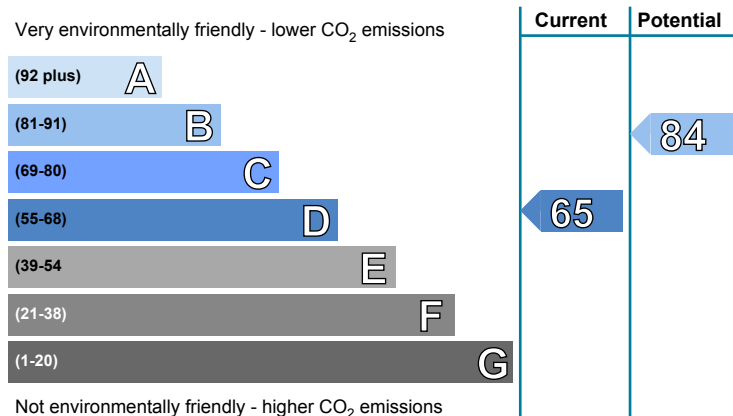 Very environmentally friendly - lower CO₂ emissions
Current
Potential
(92 plus) A
(81-91) B
84
(69-80) C
(55-68) D
65
(39-54 E
(21-38) F
(1-20) G
Not environmentally friendly - higher CO₂ emissions